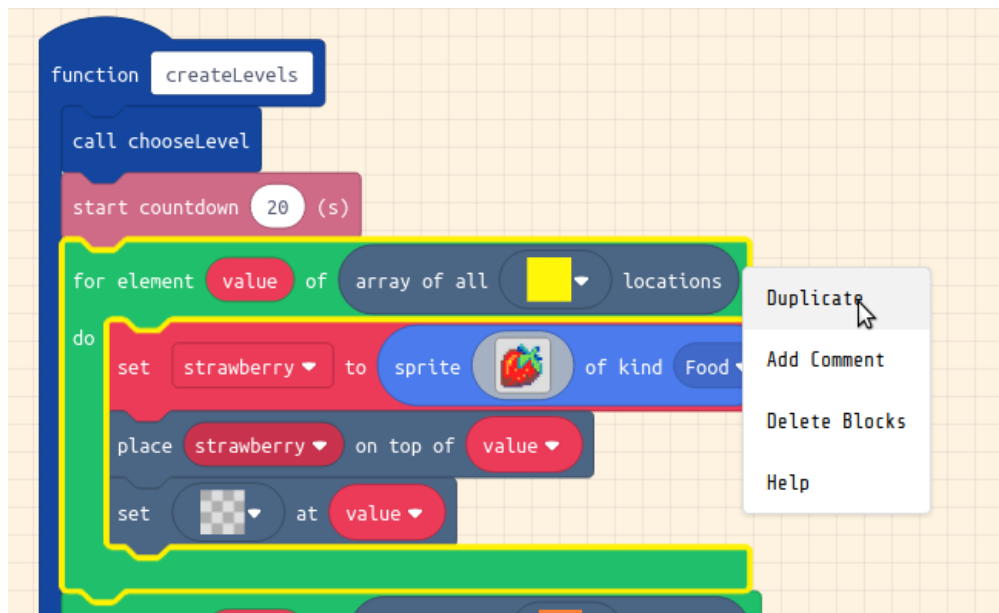 function createLevels
call chooseLevel
start countdown 20 (s)
for element value of array of all locations
do
set strawberry to sprite of kind Food
place strawberry on top of value
set at value
Duplicate
Add Comment
Delete Blocks
Help